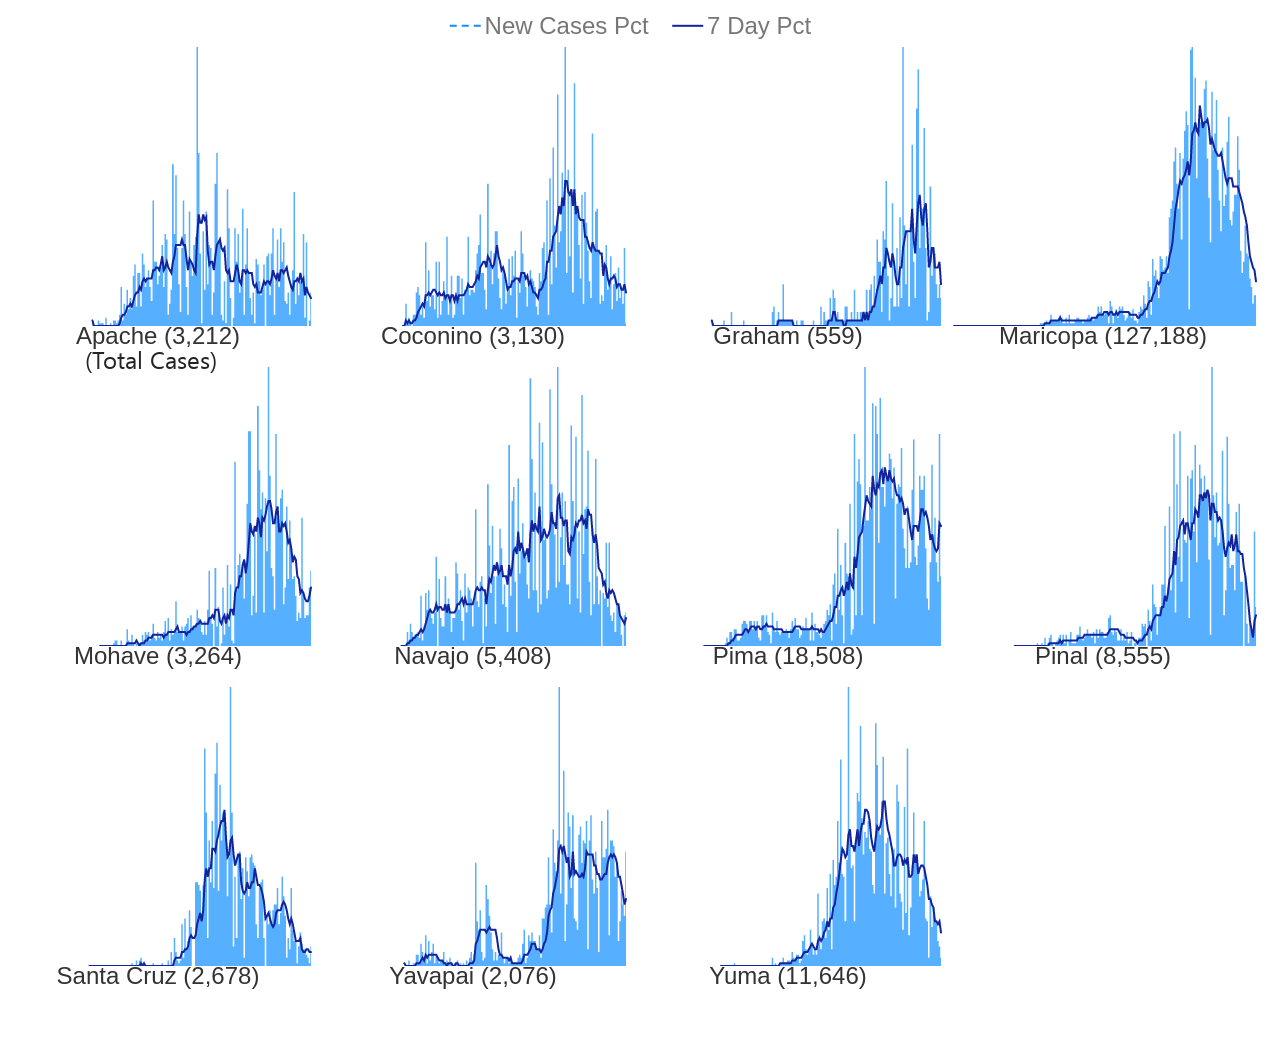 New Cases Pct 7 Day Pct
Apache (3,212) Coconino (3,130) Graham (559) Maricopa (127,188)
(Total Cases)
Mohave (3,264) Navajo (5,408) Pima (18,508) Pinal (8,555)
Santa Cruz (2,678) Yavapai (2,076) Yuma (11,646)